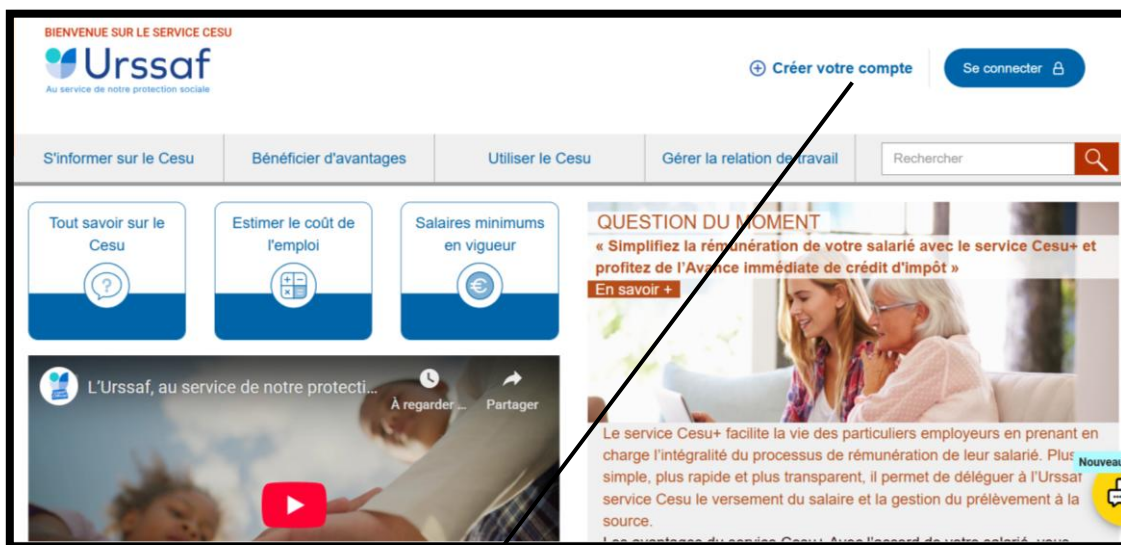 BIENVENUE SUR LE SERVICE CESU
Urssaf
Au service de notre protection sociale
Créer votre compte
Se connecter
S'informer sur le Cesu
Bénéficier d'avantages
Utiliser le Cesu
Gérer la relation de travail
Rechercher
Tout savoir sur le
Cesu
Estimer le coût de
l'emploi
Salaires minimums
en vigueur
QUESTION DU MOMENT
« Simplifiez la rémunération de votre salarié avec le service Cesu+ et
profitez de l'Avance immédiate de crédit d'impôt »
En savoir +
L'Urssaf, au service de notre protecti...
À regarder ...
Partager
Le service Cesu+ facilite la vie des particuliers employeurs en prenant en
charge l'intégralité du processus de rémunération de leur salarié. Plus
simple, plus rapide et plus transparent, il permet de déléguer à l'Urssaf
service Cesu le versement du salaire et la gestion du prélèvement à la
source.
Nouveau